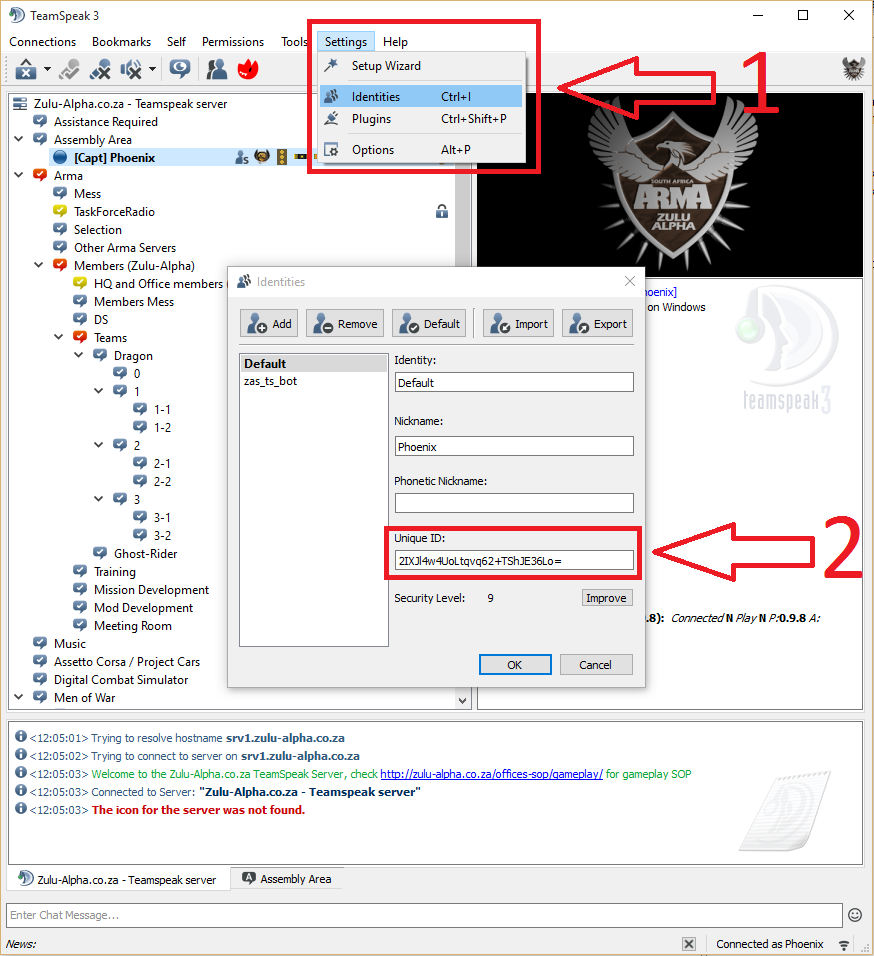 TeamSpeak 3
Connections Bookmarks Self Permissions Tools Settings Help
Setup Wizard
Identities Ctrl+I
Plugins Ctrl+Shift+P
Options Alt+P
1
Zulu-Alpha.co.za - Teamspeak server
Assistance Required
Assembly Area
[Capt] Phoenix
Arma
Mess
TaskForceRadio
Selection
Other Arma Servers
Members (Zulu-Alpha)
HQ and Office members (
Members Mess
DS
Teams
Dragon
0
1
1-1
1-2
2
2-1
2-2
3
3-1
3-2
Ghost-Rider
Training
Mission Development
Mod Development
Meeting Room
Music
Assetto Corsa / Project Cars
Digital Combat Simulator
Men of War
SOUTH AFRICA
ARMA
ZULU
ALPHA
hoenix]
on Windows
teamspeak3
Identities
Add Remove Default Import Export
Default
zas_ts_bot
Identity:
Default
Nickname:
Phoenix
Phonetic Nickname:
Unique ID:
2IXJl4w4UoLtqvq62+TShJE36Lo=
Security Level: 9 Improve
OK Cancel
2
.8): Connected N Play N P:0.9.8 A:
<12:05:01> Trying to resolve hostname srv1.zulu-alpha.co.za
<12:05:02> Trying to connect to server on srv1.zulu-alpha.co.za
<12:05:03> Welcome to the Zulu-Alpha.co.za TeamSpeak Server, check http://zulu-alpha.co.za/offices-sop/gameplay/ for gameplay SOP
<12:05:03> Connected to Server: "Zulu-Alpha.co.za - Teamspeak server"
<12:05:03> The icon for the server was not found.
Zulu-Alpha.co.za - Teamspeak server Assembly Area
Enter Chat Message...
News: Connected as Phoenix